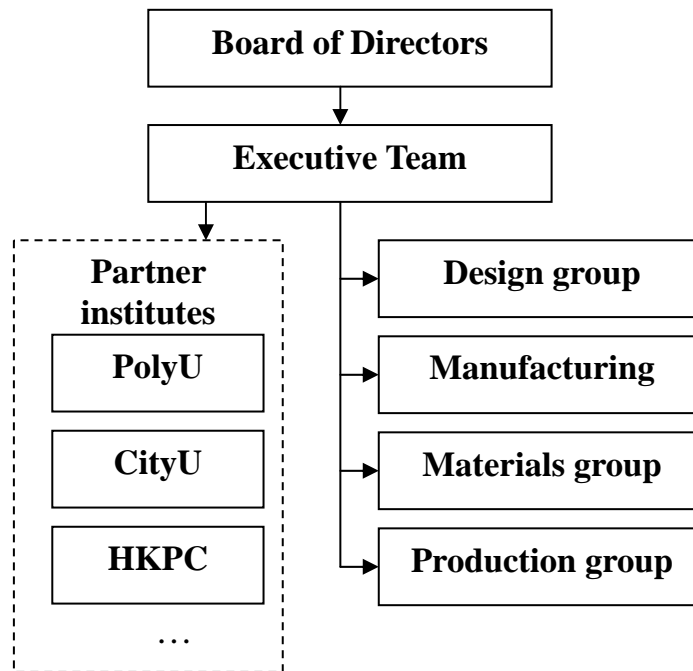 Board of Directors
Executive Team
Partner
institutes
PolyU
CityU
HKPC
…
Design group
Manufacturing
Materials group
Production group